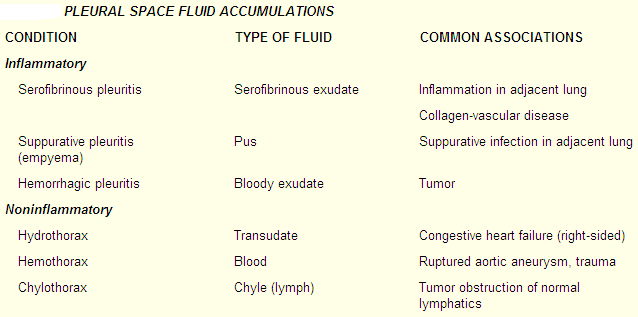 PLEURAL SPACE FLUID ACCUMULATIONS
CONDITION TYPE OF FLUID COMMON ASSOCIATIONS
Inflammatory
Serofibrinous pleuritis Serofibrinous exudate Inflammation in adjacent lung
Collagen-vascular disease
Suppurative pleuritis Pus Suppurative infection in adjacent lung
(empyema)
Hemorrhagic pleuritis Bloody exudate Tumor
Noninflammatory
Hydrothorax Transudate Congestive heart failure (right-sided)
Hemothorax Blood Ruptured aortic aneurysm, trauma
Chylothorax Chyle (lymph) Tumor obstruction of normal
lymphatics